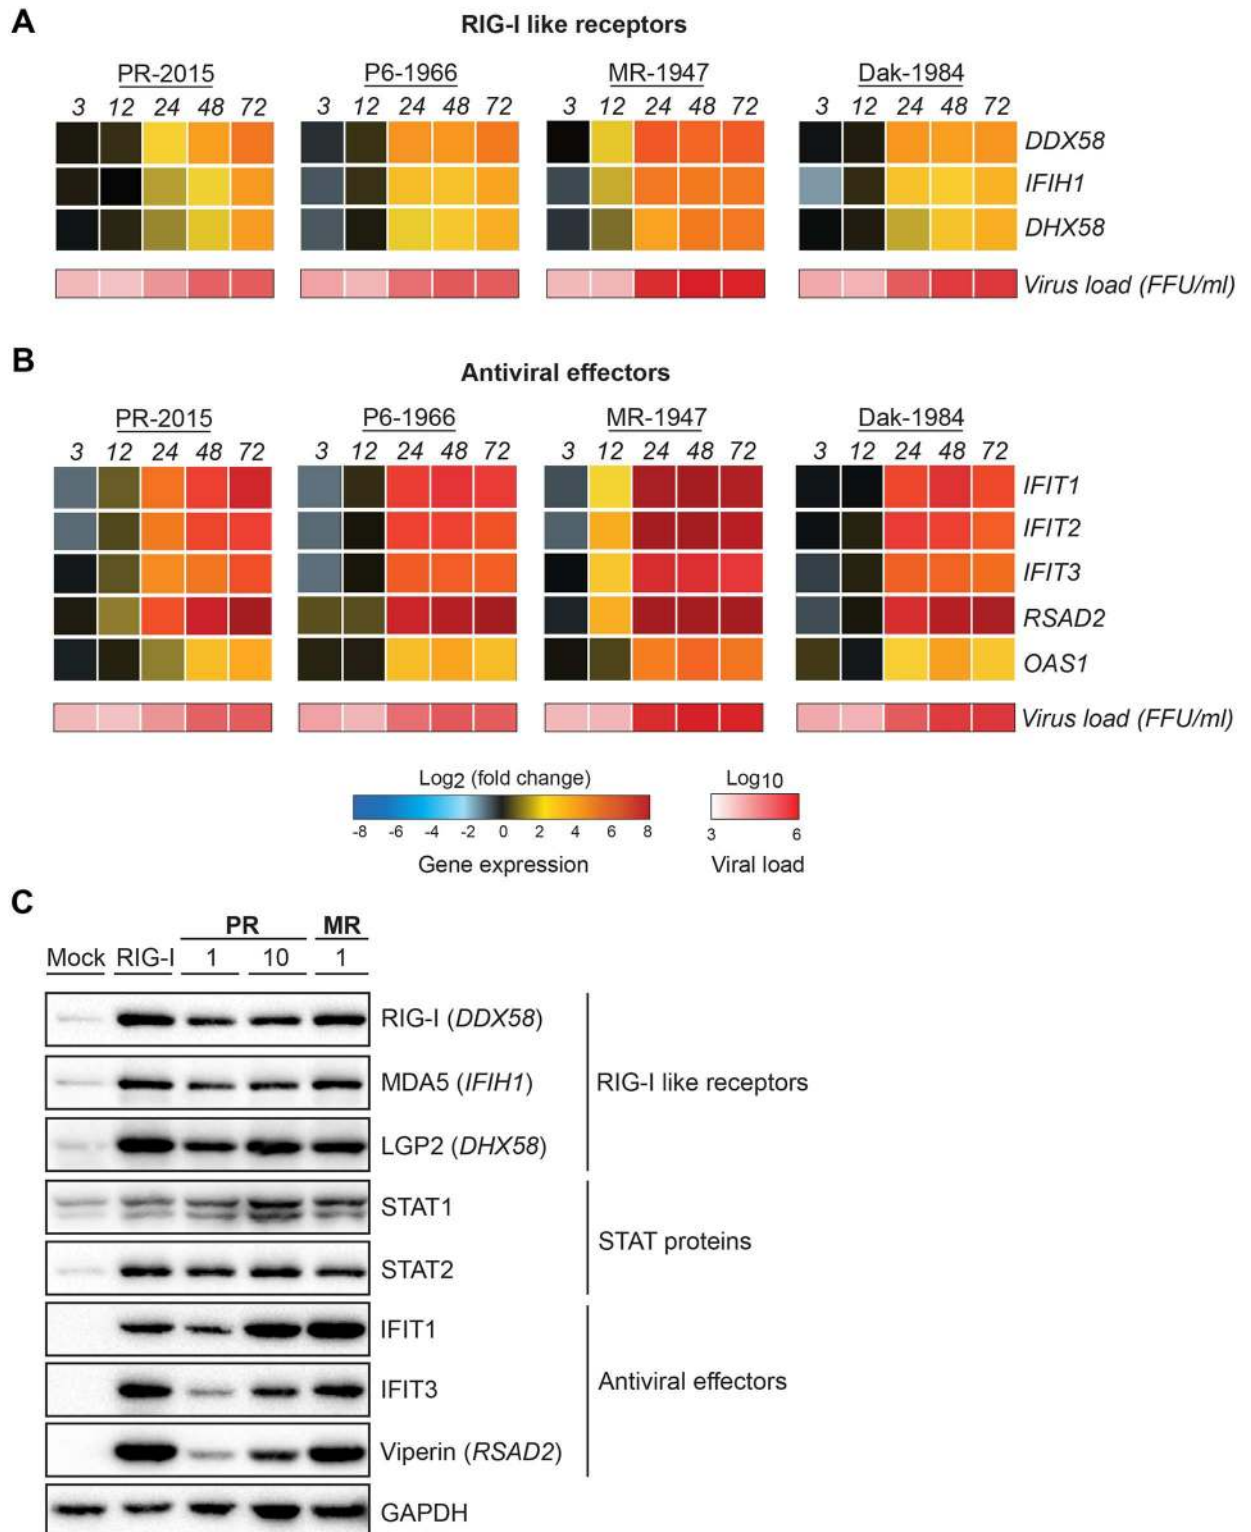 A
RIG-I like receptors
PR-2015 P6-1966 MR-1947 Dak-1984
3 12 24 48 72 3 12 24 48 72 3 12 24 48 72 3 12 24 48 72
DDX58
IFIH1
DHX58
Virus load (FFU/ml)
B
Antiviral effectors
PR-2015 P6-1966 MR-1947 Dak-1984
3 12 24 48 72 3 12 24 48 72 3 12 24 48 72 3 12 24 48 72
IFIT1
IFIT2
IFIT3
RSAD2
OAS1
Virus load (FFU/ml)
Log2 (fold change) Log10
-8 -6 -4 -2 0 2 4 6 8 3 6
Gene expression Viral load
C
PR MR
Mock RIG-I 1 10 1
RIG-I (DDX58)
MDA5 (IFIH1)
RIG-I like receptors
LGP2 (DHX58)
STAT1
STAT proteins
STAT2
IFIT1
IFIT3
Antiviral effectors
Viperin (RSAD2)
GAPDH